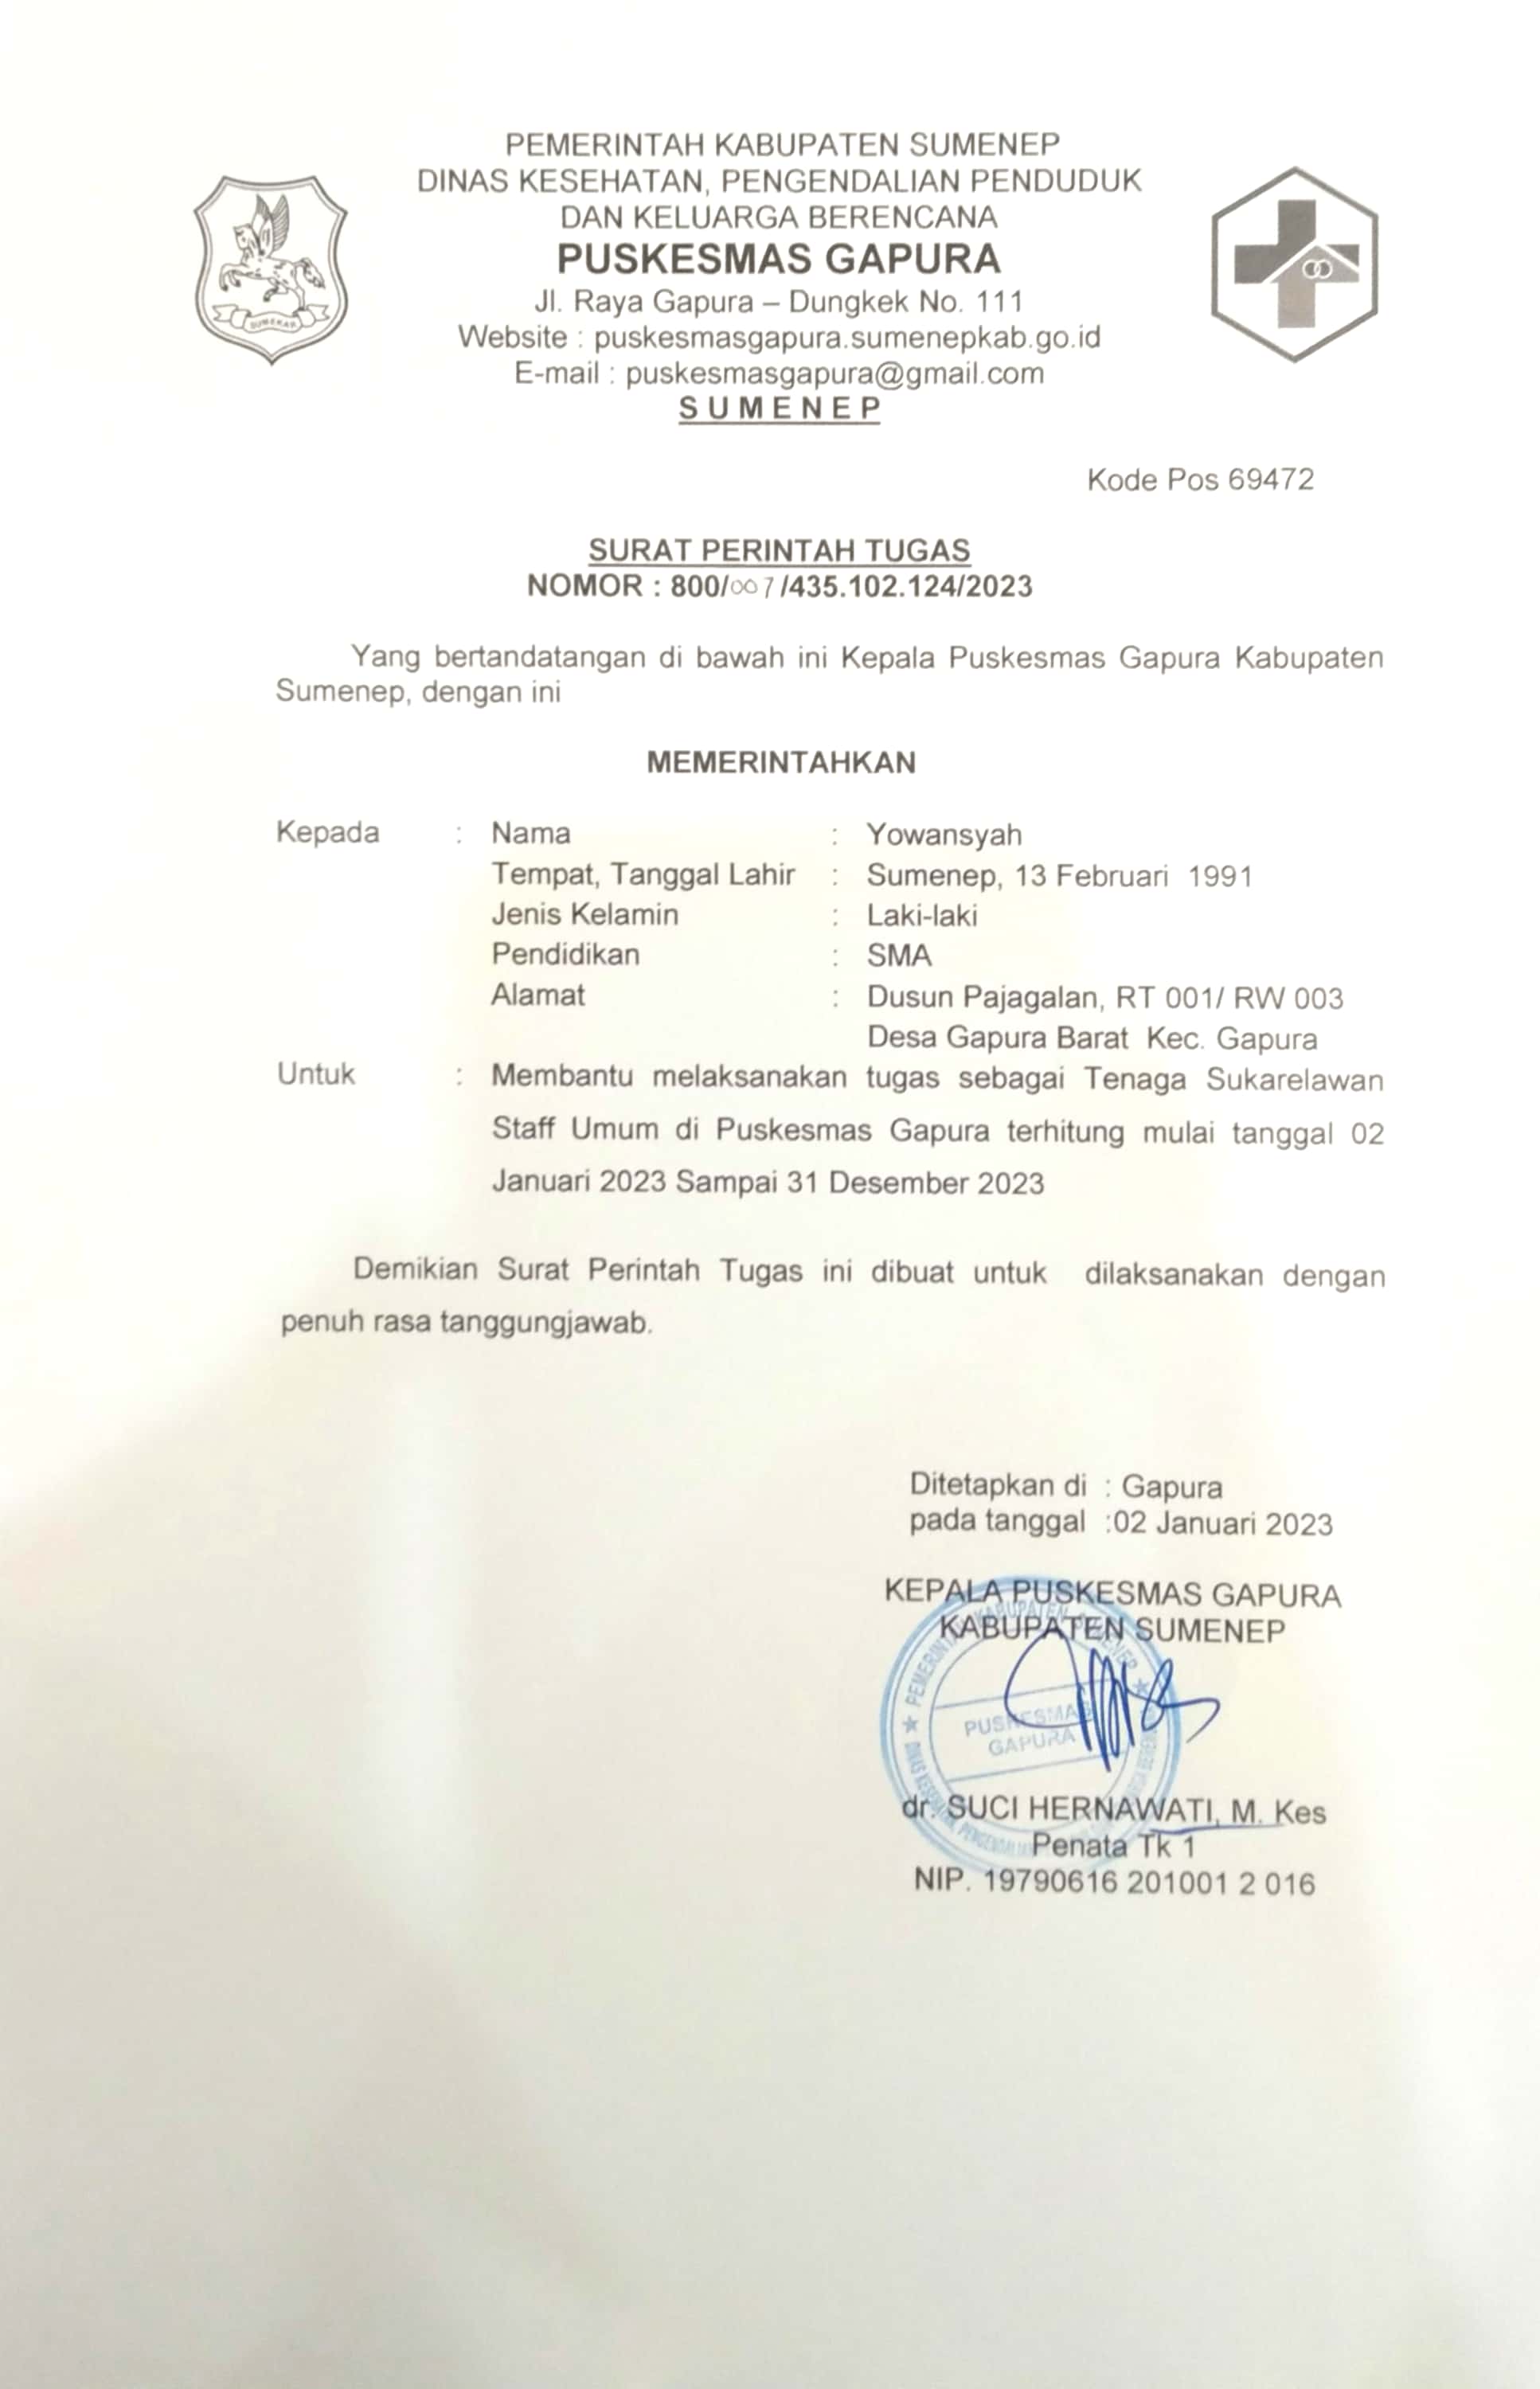 PEMERINTAH KABUPATEN SUMENEP
DINAS KESEHATAN, PENGENDALIAN PENDUDUK
DAN KELUARGA BERENCANA
PUSKESMAS GAPURA
Jl. Raya Gapura – Dungkek No. 111
Website : puskesmasgapura.sumenepkab.go.id
E-mail : puskesmasgapura@gmail.com
S U M E N E P
SUMEKAR
Kode Pos 69472
SURAT PERINTAH TUGAS
NOMOR : 800/007/435.102.124/2023
Yang bertandatangan di bawah ini Kepala Puskesmas Gapura Kabupaten
Sumenep, dengan ini
MEMERINTAHKAN
Kepada : Nama : Yowansyah
Tempat, Tanggal Lahir : Sumenep, 13 Februari 1991
Jenis Kelamin : Laki-laki
Pendidikan : SMA
Alamat : Dusun Pajagalan, RT 001/ RW 003
Desa Gapura Barat Kec. Gapura
Untuk : Membantu melaksanakan tugas sebagai Tenaga Sukarelawan
Staff Umum di Puskesmas Gapura terhitung mulai tanggal 02
Januari 2023 Sampai 31 Desember 2023
Demikian Surat Perintah Tugas ini dibuat untuk dilaksanakan dengan
penuh rasa tanggungjawab.
Ditetapkan di : Gapura
pada tanggal :02 Januari 2023
KEPALA PUSKESMAS GAPURA
KABUPATEN SUMENEP
PEMERINTAH KABUPATEN SUMENEP
PUSKESMAS
GAPURA
DINAS KESEHATAN, PENGENDALIAN
dr. SUCI HERNAWATI, M. Kes
Penata Tk 1
NIP. 19790616 201001 2 016